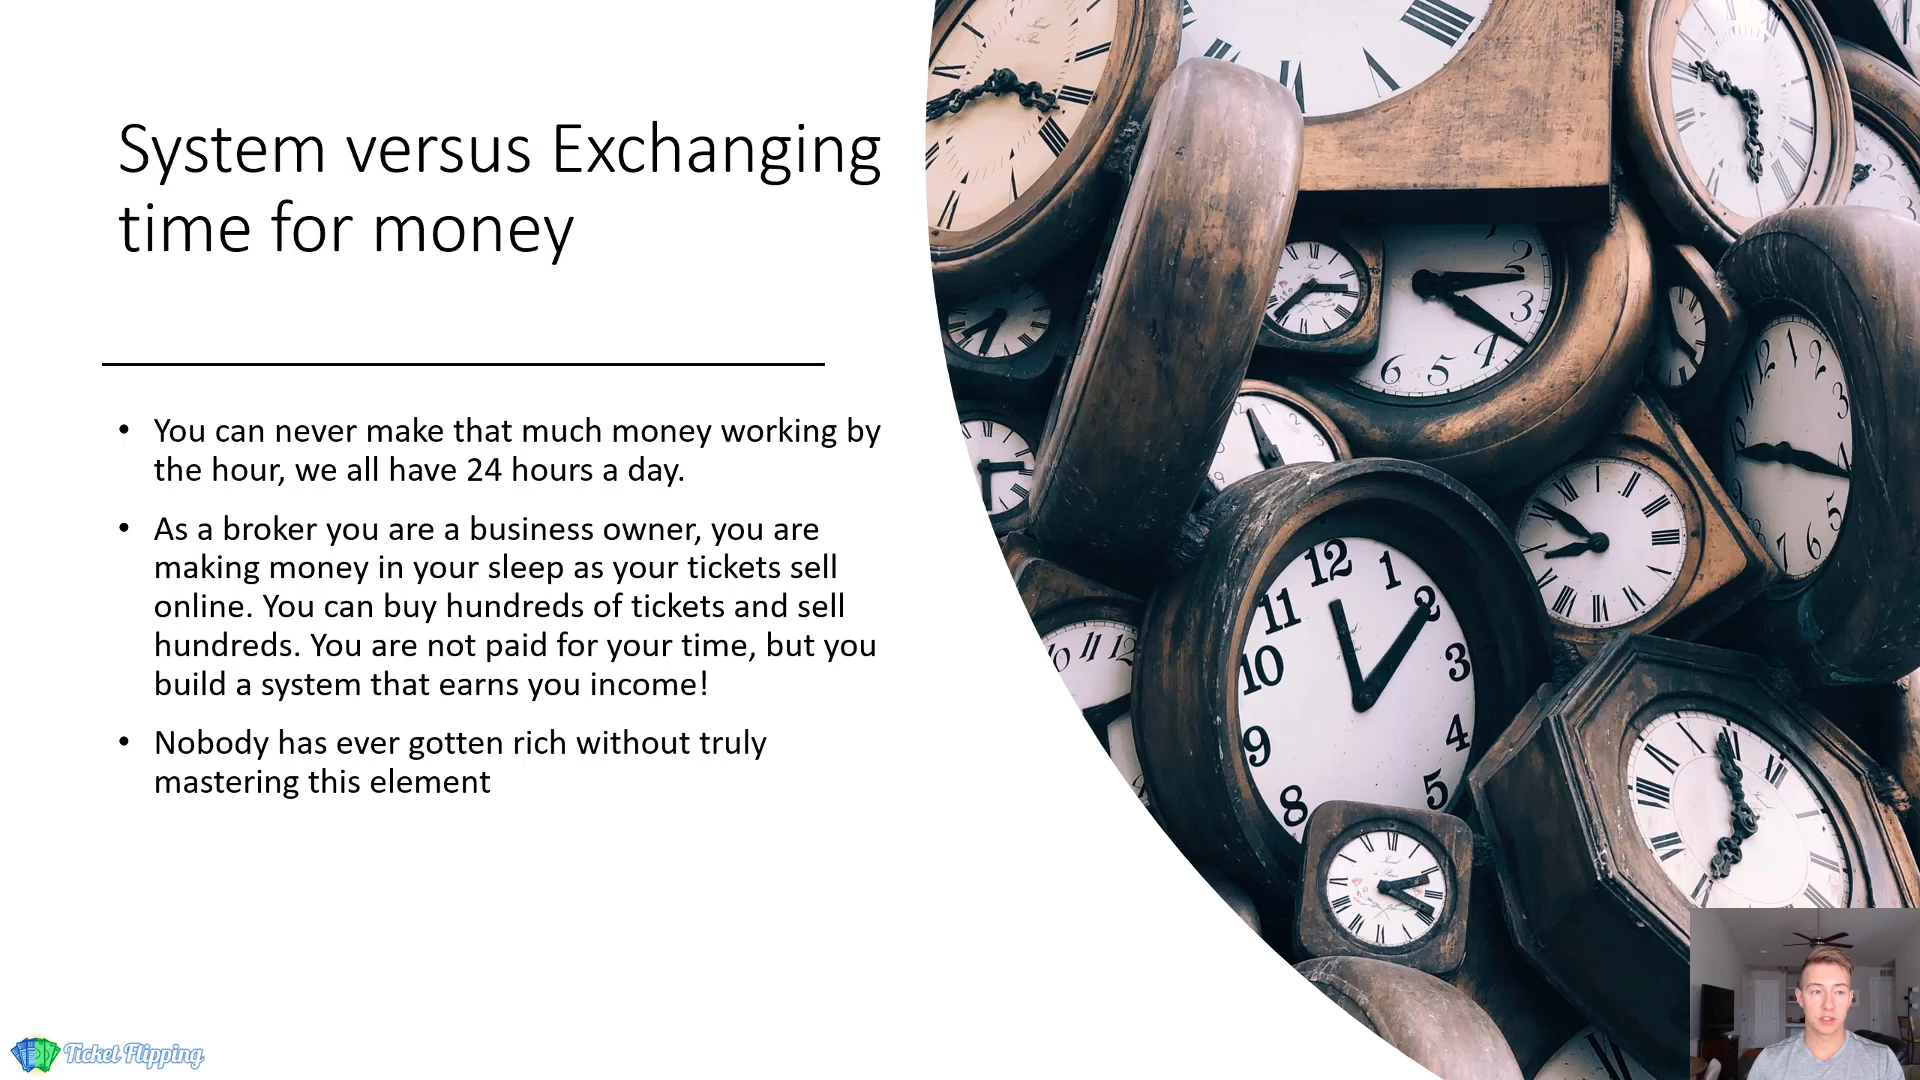 System versus Exchanging
time for money
• You can never make that much money working by
the hour, we all have 24 hours a day.
• As a broker you are a business owner, you are
making money in your sleep as your tickets sell
online. You can buy hundreds of tickets and sell
hundreds. You are not paid for your time, but you
build a system that earns you income!
• Nobody has ever gotten rich without truly
mastering this element
Ticket Flipping